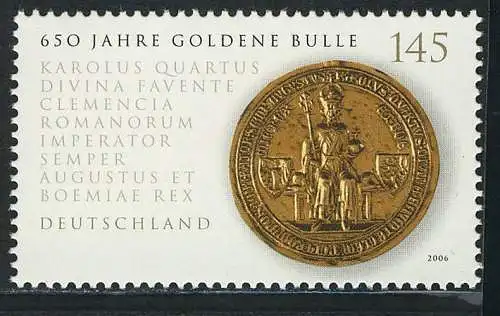 650 JAHRE GOLDENE BULLE
145
KAROLUS QUARTUS
DIVINA FAVENTE
CLEMENCIA
ROMANORUM
IMPERATOR
SEMPER
AUGUSTUS ET
BOEMIAE REX
DEUTSCHLAND
2006